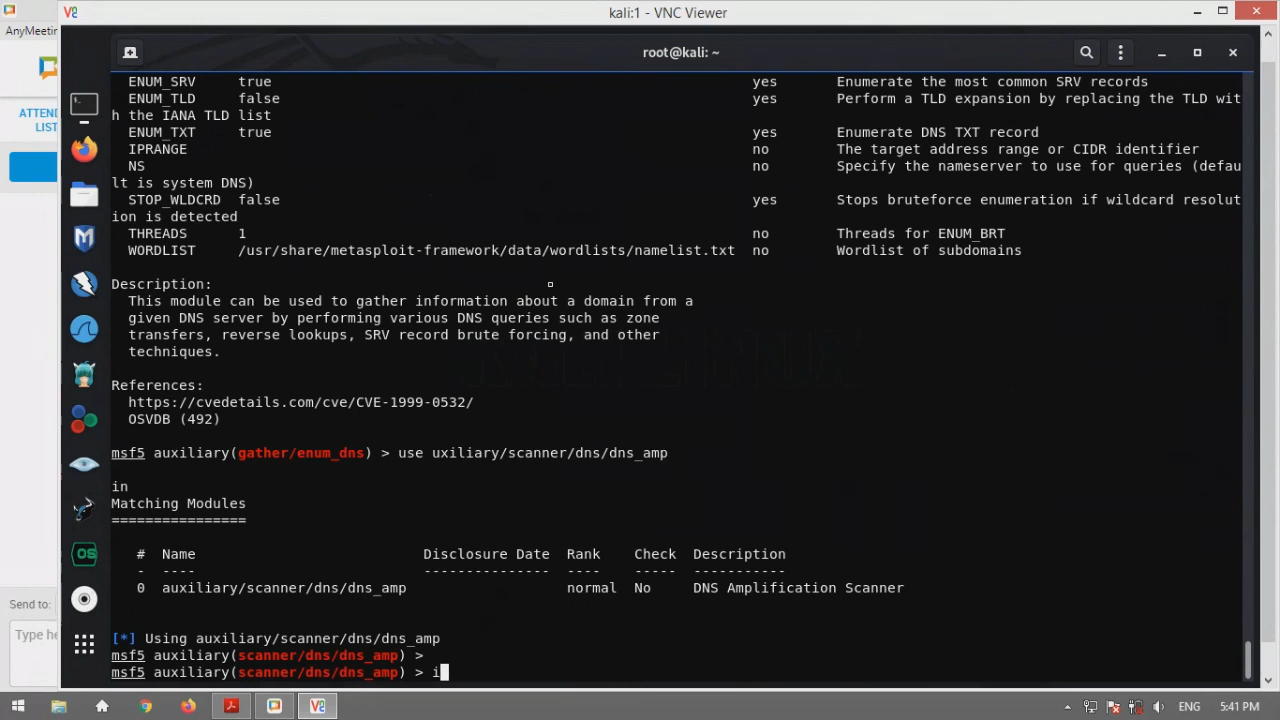 kali:1 - VNC Viewer
AnyMeetin
root@kali: ~
ATTEND
LIST
ENUM_SRV true yes Enumerate the most common SRV records
ENUM_TLD false yes Perform a TLD expansion by replacing the TLD wit
h the IANA TLD list
ENUM_TXT true yes Enumerate DNS TXT record
IPRANGE no The target address range or CIDR identifier
NS no Specify the nameserver to use for queries (defau
lt is system DNS)
STOP_WLDCRD false yes Stops bruteforce enumeration if wildcard resolut
ion is detected
THREADS 1 no Threads for ENUM_BRT
WORDLIST /usr/share/metasploit-framework/data/wordlists/namelist.txt no Wordlist of subdomains
Description:
This module can be used to gather information about a domain from a
given DNS server by performing various DNS queries such as zone
transfers, reverse lookups, SRV record brute forcing, and other
techniques.
References:
https://cvedetails.com/cve/CVE-1999-0532/
OSVDB (492)
msf5 auxiliary(gather/enum_dns) > use uxiliary/scanner/dns/dns_amp
in
Matching Modules
================
# Name Disclosure Date Rank Check Description
- ---- --------------- ---- ----- -----------
0 auxiliary/scanner/dns/dns_amp normal No DNS Amplification Scanner
[*] Using auxiliary/scanner/dns/dns_amp
msf5 auxiliary(scanner/dns/dns_amp) >
msf5 auxiliary(scanner/dns/dns_amp) > i
Send to:
Type he
ENG
5:41 PM